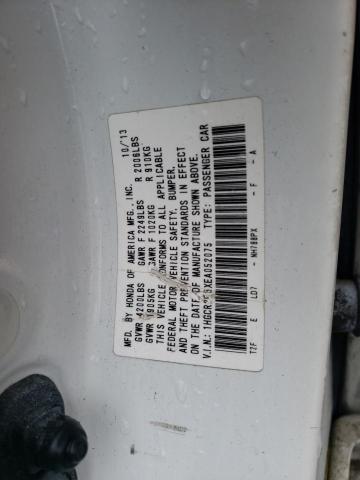 MFD. BY HONDA OF AMERICA MFG., INC. 10/13
GVWR 4200LBS GAWR F 2249LBS R 2006LBS
GVWR 1905KG GAWR F 1020KG R 910KG
THIS VEHICLE CONFORMS TO ALL APPLICABLE
FEDERAL MOTOR VEHICLE SAFETY, BUMPER,
AND THEFT PREVENTION STANDARDS IN EFFECT
ON THE DATE OF MANUFACTURE SHOWN ABOVE.
V.I.N.: TYPE: PASSENGER CAR
T2F E L07 - NH788PX - F - A